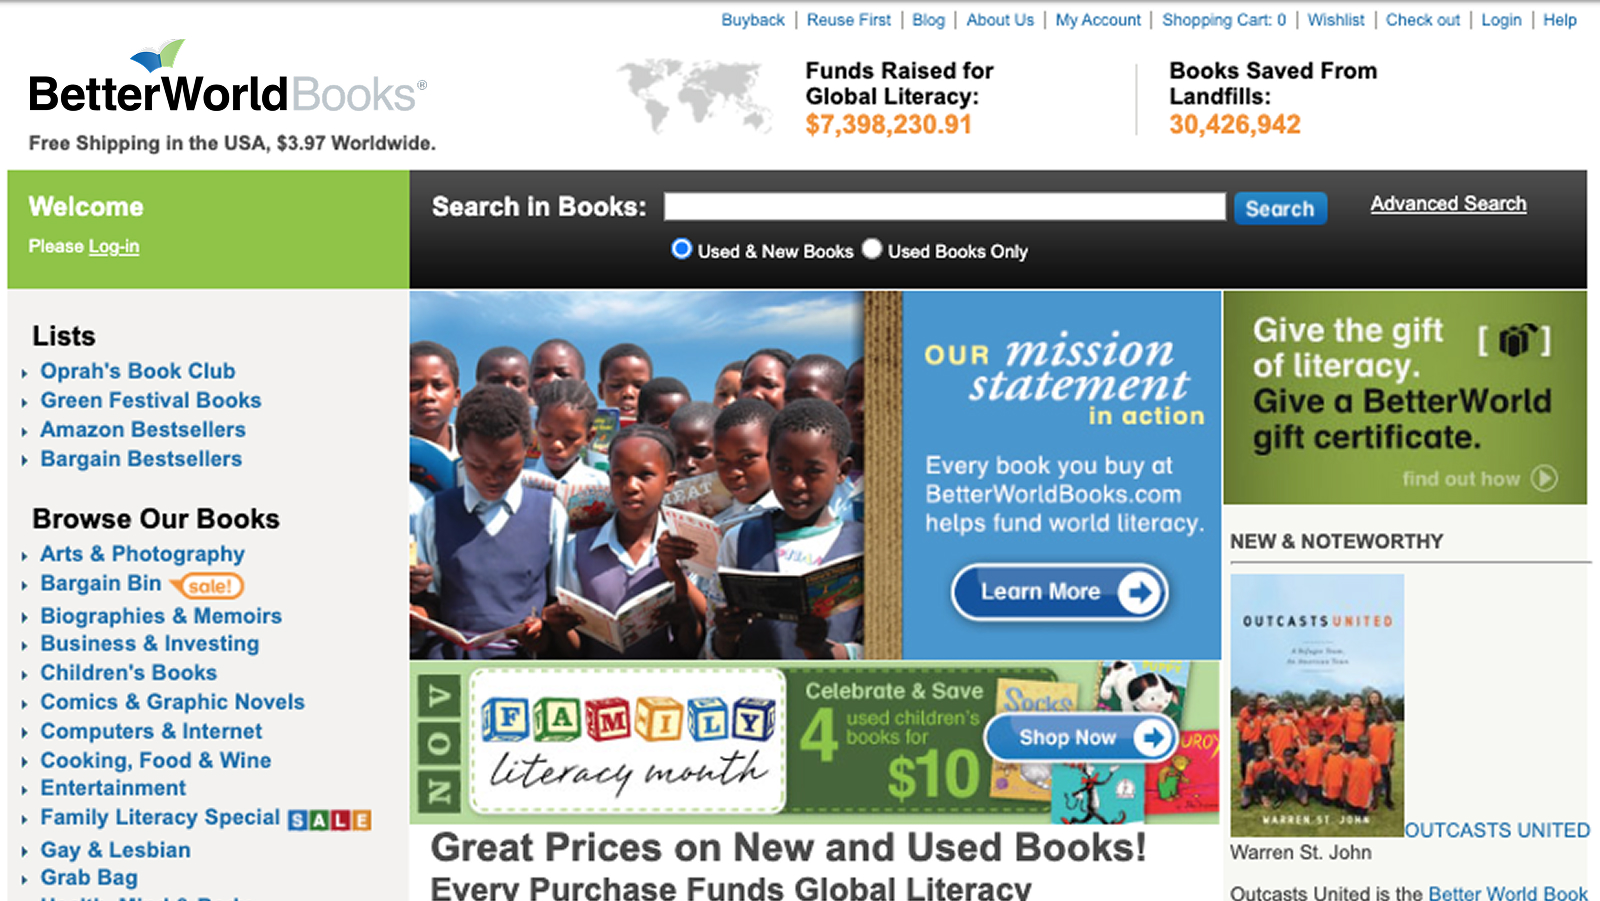 Buyback | Reuse First | Blog | About Us | My Account | Shopping Cart: 0 | Wishlist | Check out | Login | Help
BetterWorldBooks®
Free Shipping in the USA, $3.97 Worldwide.
Funds Raised for
Global Literacy:
$7,398,230.91
Books Saved From
Landfills:
30,426,942
Welcome
Please Log-in
Search in Books:
Search
Advanced Search
Used & New Books
Used Books Only
Lists
Oprah's Book Club
Green Festival Books
Amazon Bestsellers
Bargain Bestsellers
Browse Our Books
Arts & Photography
Bargain Bin sale!
Biographies & Memoirs
Business & Investing
Children's Books
Comics & Graphic Novels
Computers & Internet
Cooking, Food & Wine
Entertainment
Family Literacy Special SALE
Gay & Lesbian
Grab Bag
OUR mission
statement
in action
Every book you buy at
BetterWorldBooks.com
helps fund world literacy.
Learn More
NOV
FAMILY
literacy month
Celebrate & Save
4 used children's
books for
$10
Socks
Shop Now
Great Prices on New and Used Books!
Every Purchase Funds Global Literacy
Give the gift
of literacy.
Give a BetterWorld
gift certificate.
find out how
NEW & NOTEWORTHY
OUTCASTS UNITED
A Refugee Team,
An American Town
WARREN ST. JOHN
OUTCASTS UNITED
Warren St. John
Outcasts United is the Better World Book